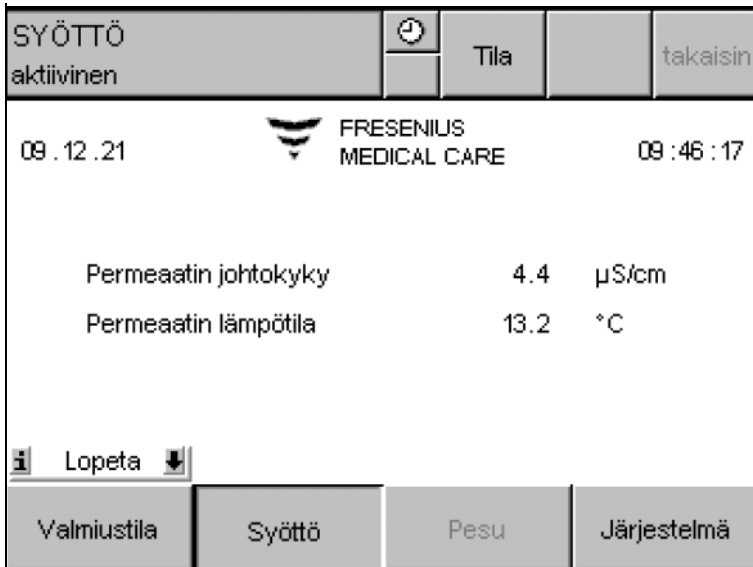 SYÖTTÖ
aktiivinen
Tila
takaisin
09.12.21
FRESENIUS
MEDICAL CARE
09:46:17
Permeaatin johtokyky 4.4 µS/cm
Permeaatin lämpötila 13.2 °C
i Lopeta
Valmiustila Syöttö Pesu Järjestelmä